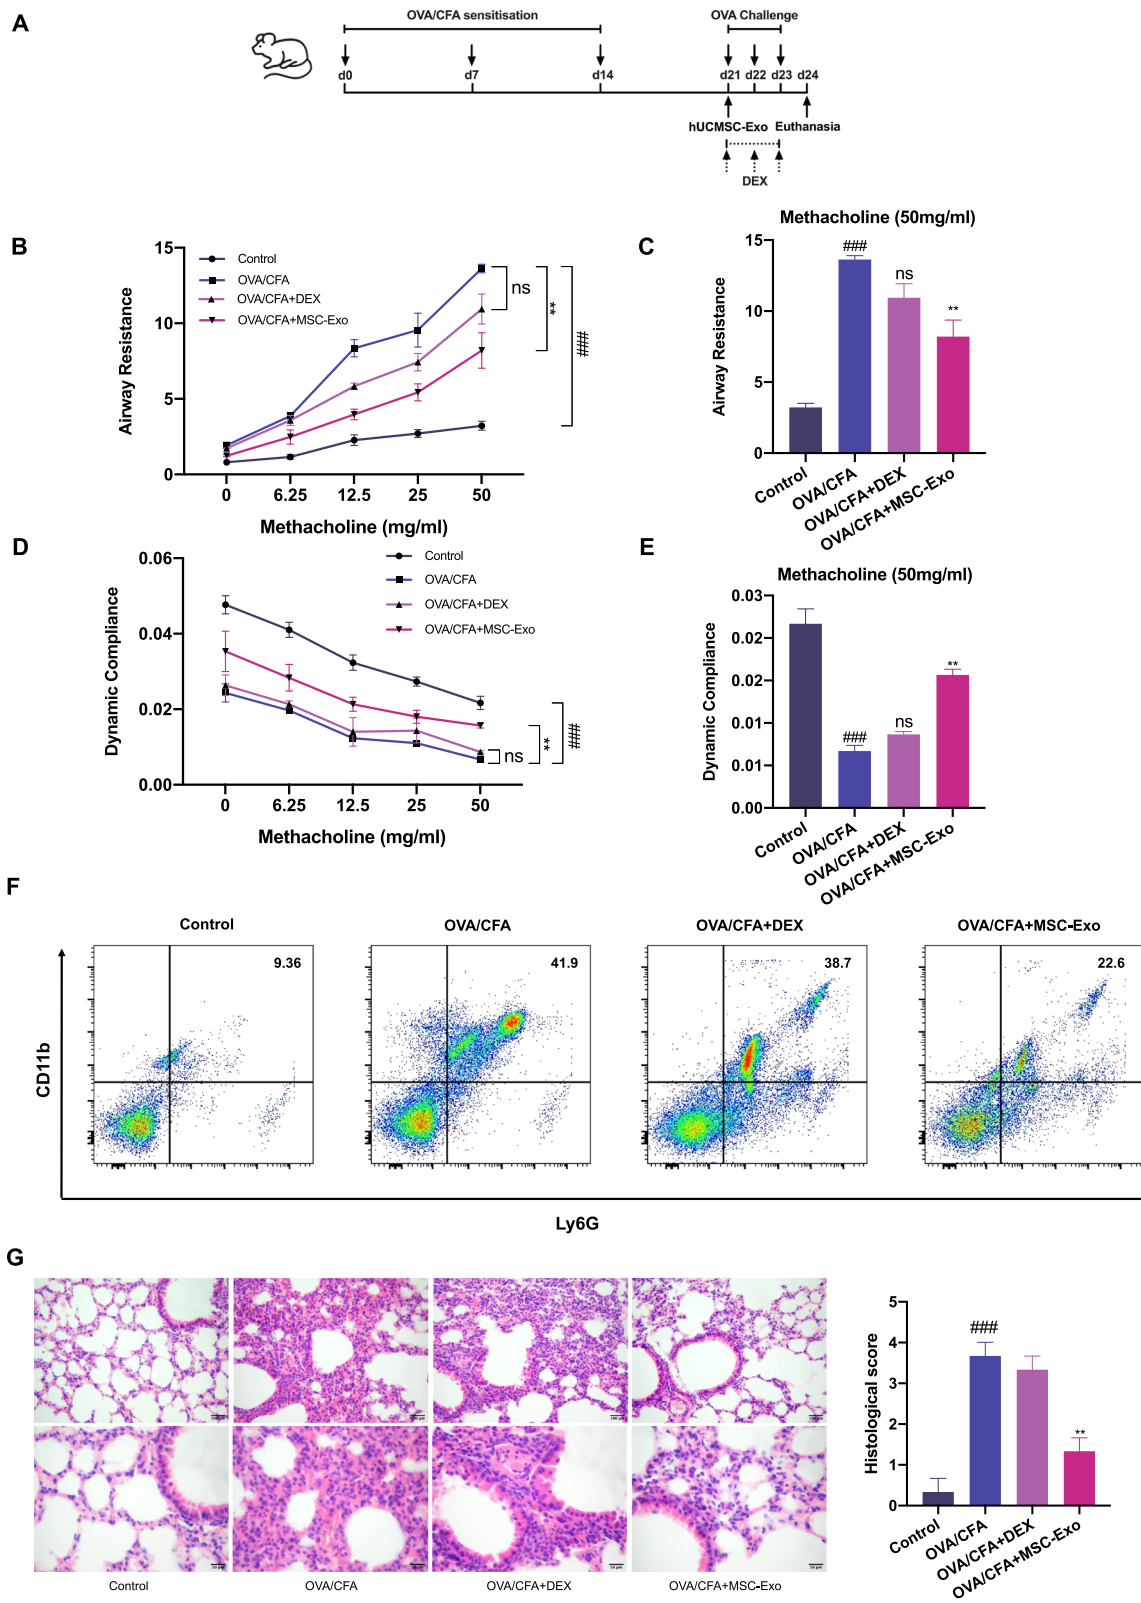 A
OVA/CFA sensitisation
OVA Challenge
d0
d7
d14
d21
d22
d23
d24
hUCMSC-Exo
Euthanasia
DEX
B
Control
OVA/CFA
OVA/CFA+DEX
OVA/CFA+MSC-Exo
Airway Resistance
15
10
5
0
0
6.25
12.5
25
50
Methacholine (mg/ml)
ns
**
###
C
Methacholine (50mg/ml)
Airway Resistance
15
10
5
0
###
ns
**
Control
OVA/CFA
OVA/CFA+DEX
OVA/CFA+MSC-Exo
D
Control
OVA/CFA
OVA/CFA+DEX
OVA/CFA+MSC-Exo
Dynamic Compliance
0.06
0.04
0.02
0.00
0
6.25
12.5
25
50
Methacholine (mg/ml)
ns
**
###
E
Methacholine (50mg/ml)
Dynamic Compliance
0.03
0.02
0.02
0.01
0.01
0.00
###
ns
**
Control
OVA/CFA
OVA/CFA+DEX
OVA/CFA+MSC-Exo
F
Control
OVA/CFA
OVA/CFA+DEX
OVA/CFA+MSC-Exo
9.36
41.9
38.7
22.6
CD11b
Ly6G
G
Control
OVA/CFA
OVA/CFA+DEX
OVA/CFA+MSC-Exo
Histological score
5
4
3
2
1
0
###
**
Control
OVA/CFA
OVA/CFA+DEX
OVA/CFA+MSC-Exo